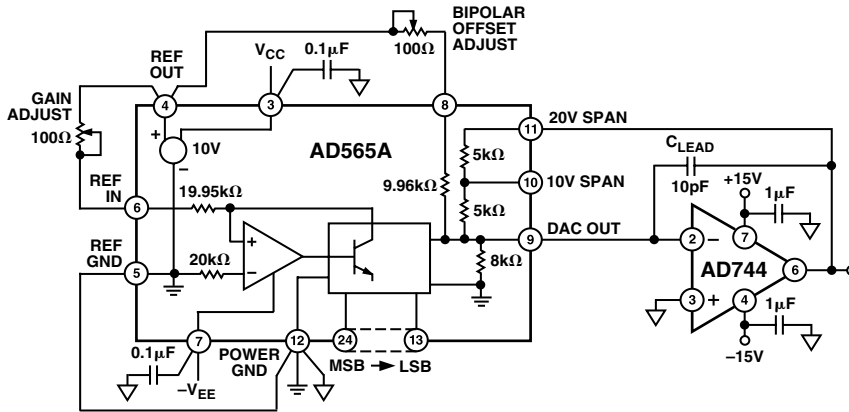 BIPOLAR
OFFSET
ADJUST
100Ω
REF
OUT
VCC
0.1µF
4
3
8
GAIN
ADJUST
100Ω
+
10V
–
AD565A
11
20V SPAN
5kΩ
10
10V SPAN
5kΩ
9.96kΩ
CLEAD
10pF
+15V
1µF
REF
IN
6
19.95kΩ
9
DAC OUT
2
–
7
REF
GND
5
20kΩ
+
–
8kΩ
AD744
6
3
+
4
1µF
–15V
0.1µF
7
–VEE
POWER
GND
12
24
13
MSB
LSB